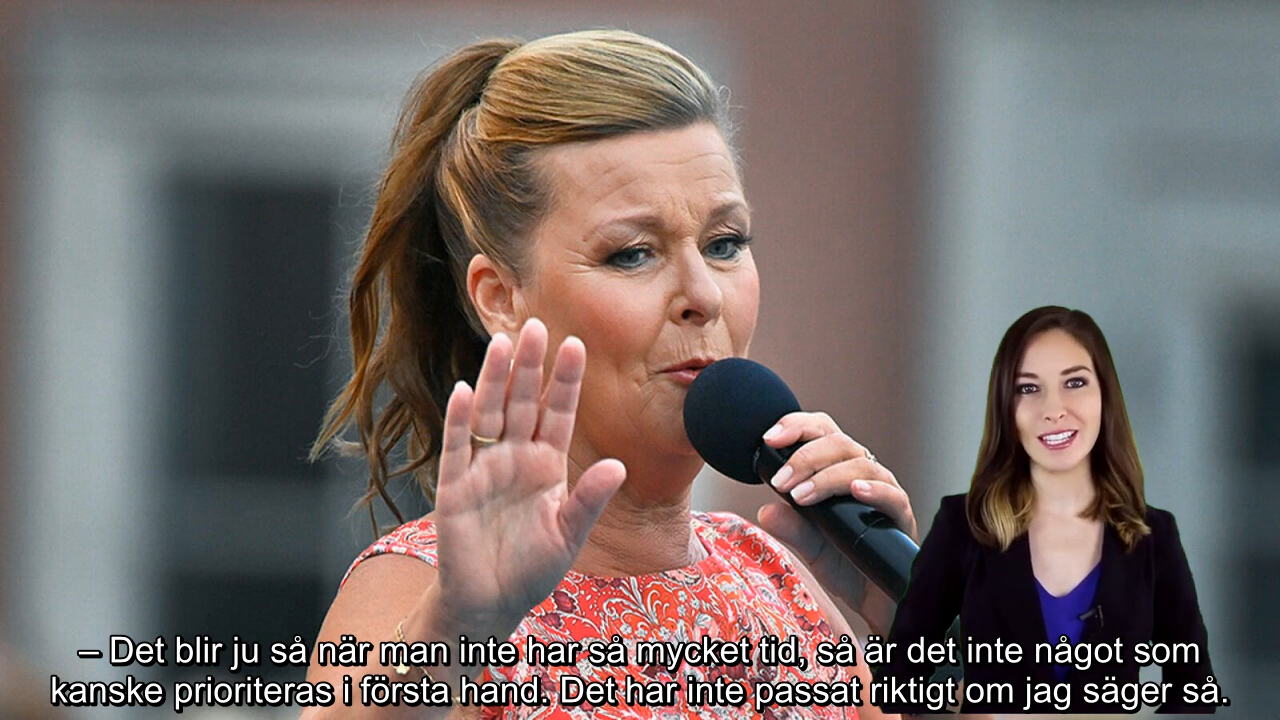 – Det blir ju så när man inte har så mycket tid, så är det inte något som
kanske prioriteras i första hand. Det har inte passat riktigt om jag säger så.